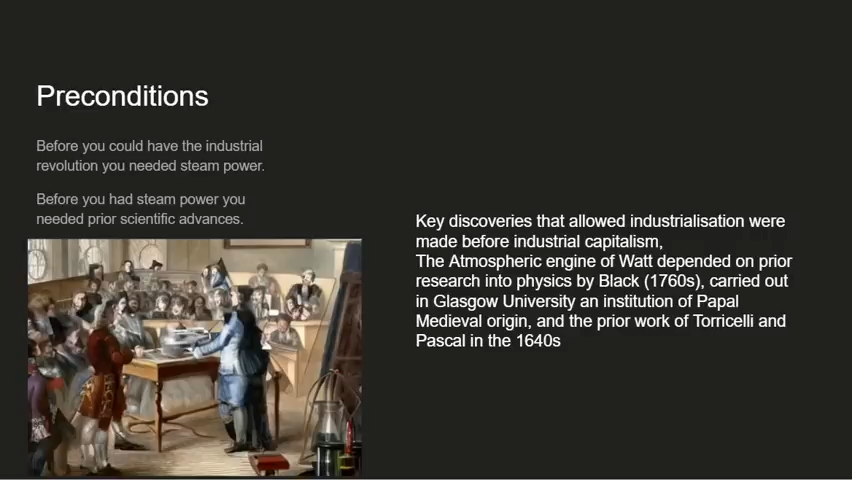 Preconditions
Before you could have the industrial
revolution you needed steam power.
Before you had steam power you
needed prior scientific advances.
Key discoveries that allowed industrialisation were
made before industrial capitalism,
The Atmospheric engine of Watt depended on prior
research into physics by Black (1760s), carried out
in Glasgow University an institution of Papal
Medieval origin, and the prior work of Torricelli and
Pascal in the 1640s